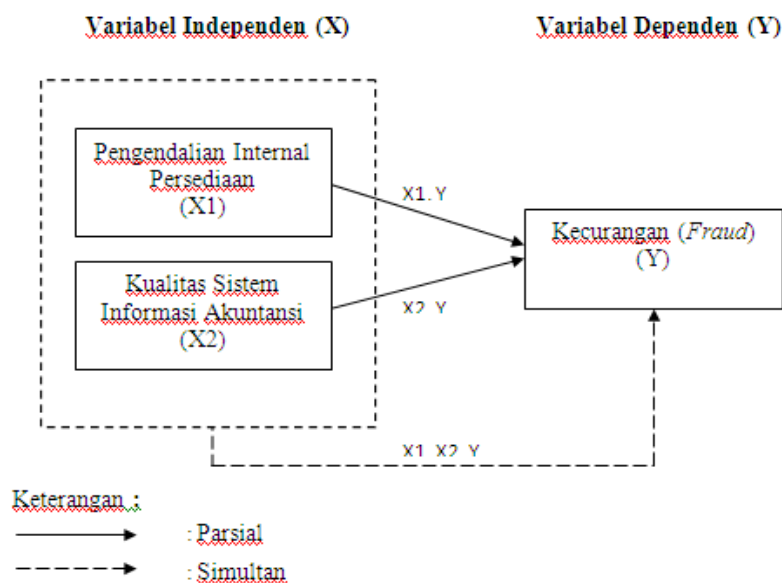 Variabel Independen (X)
Variabel Dependen (Y)
Pengendalian Internal
Persediaan
(X1)
X1.Y
Kecurangan (Fraud)
(Y)
Kualitas Sistem
Informasi Akuntansi
(X2)
X2 Y
X1 X2 Y
Keterangan :
: Parsial
: Simultan